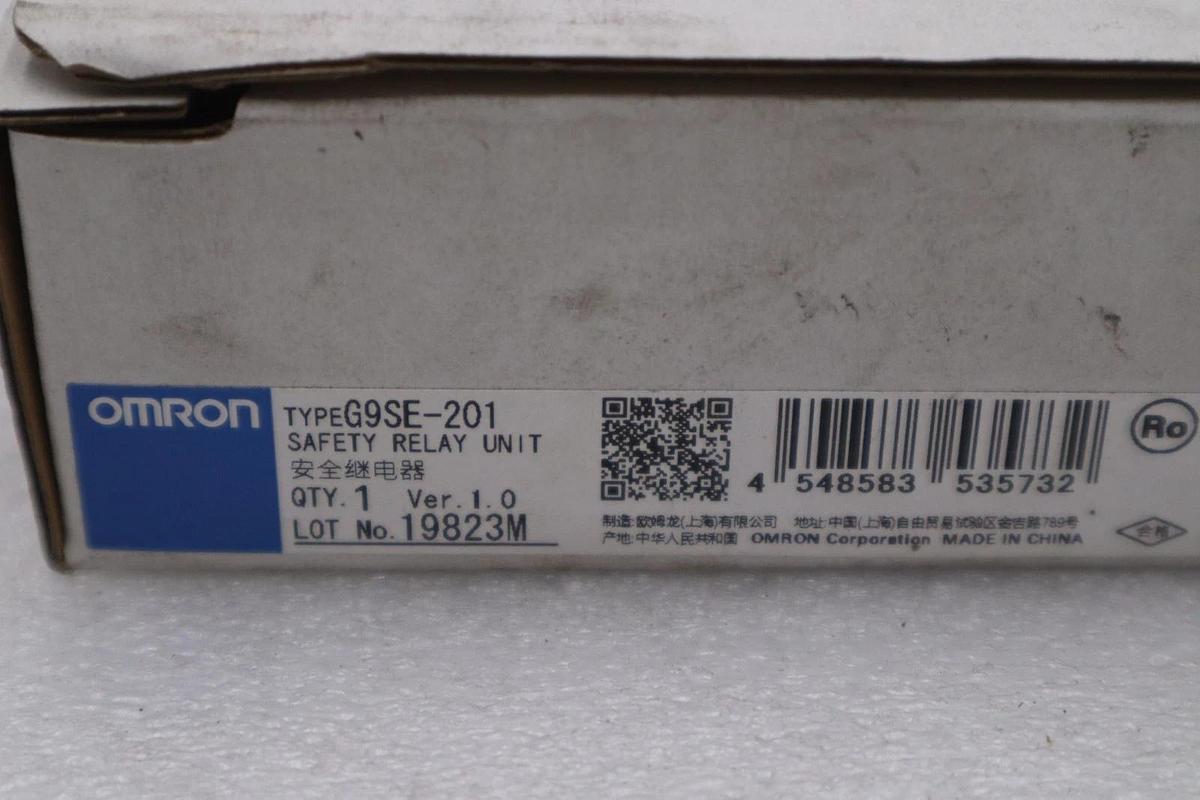 OMRON
TYPE G9SE-201
SAFETY RELAY UNIT
安全继电器
QTY. 1 Ver.1.0
LOT No. 19823M
4 548583 535732
制造:欧姆龙(上海)有限公司 地址:中国(上海)自由贸易试验区金吉路789号
产地:中华人民共和国 OMRON Corporation MADE IN CHINA
Ro
合格